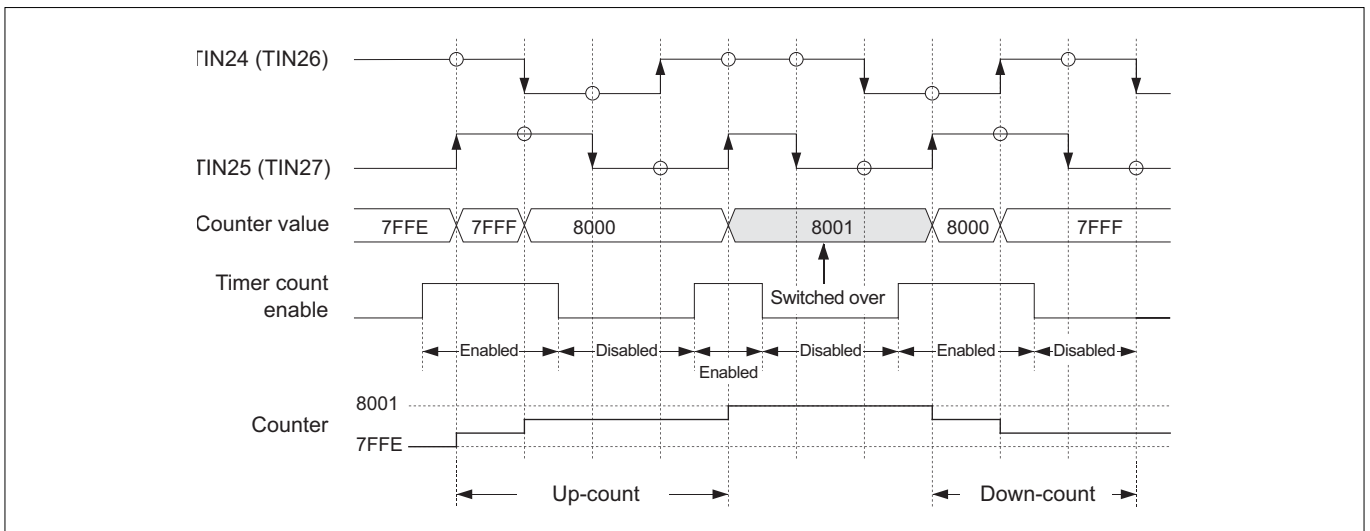 TIN24 (TIN26)
TIN25 (TIN27)
Counter value
7FFE 7FFF 8000 8001 8000 7FFF
Switched over
Timer count
enable
Enabled Disabled Enabled Disabled Enabled Disabled
Counter
8001
7FFE
Up-count Down-count